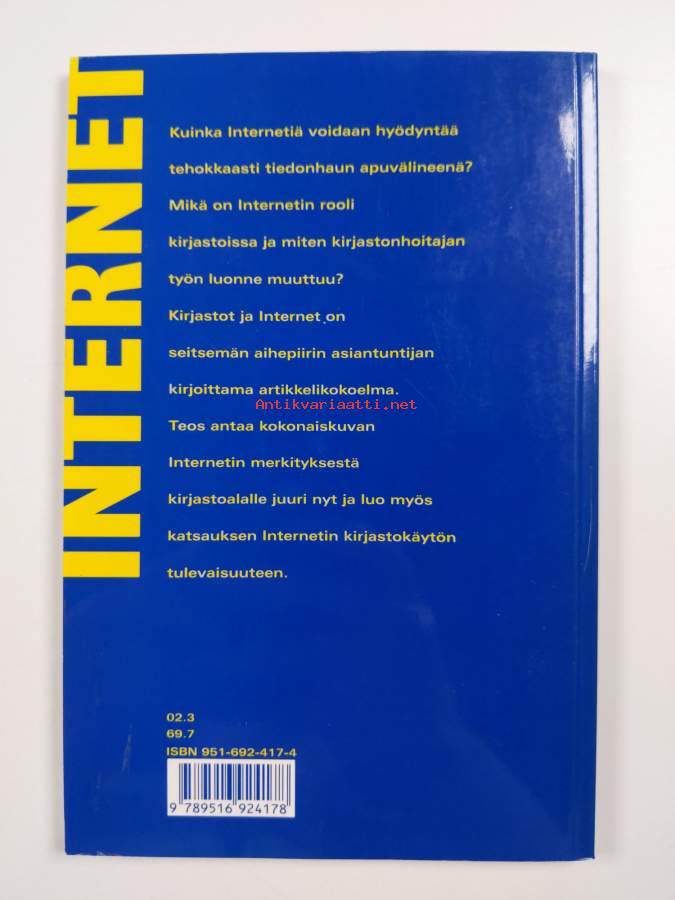 INTERNET
Kuinka Internetiä voidaan hyödyntää
tehokkaasti tiedonhaun apuvälineenä?
Mikä on Internetin rooli
kirjastoissa ja miten kirjastonhoitajan
työn luonne muuttuu?
Kirjastot ja Internet on
seitsemän aihepiirin asiantuntijan
kirjoittama artikkelikokoelma.
Antikvariaatti.net
Teos antaa kokonaiskuvan
Internetin merkityksestä
kirjastoalalle juuri nyt ja luo myös
katsauksen Internetin kirjastokäytön
tulevaisuuteen.
02.3
69.7
ISBN 951-692-417-4
9 789516 924178